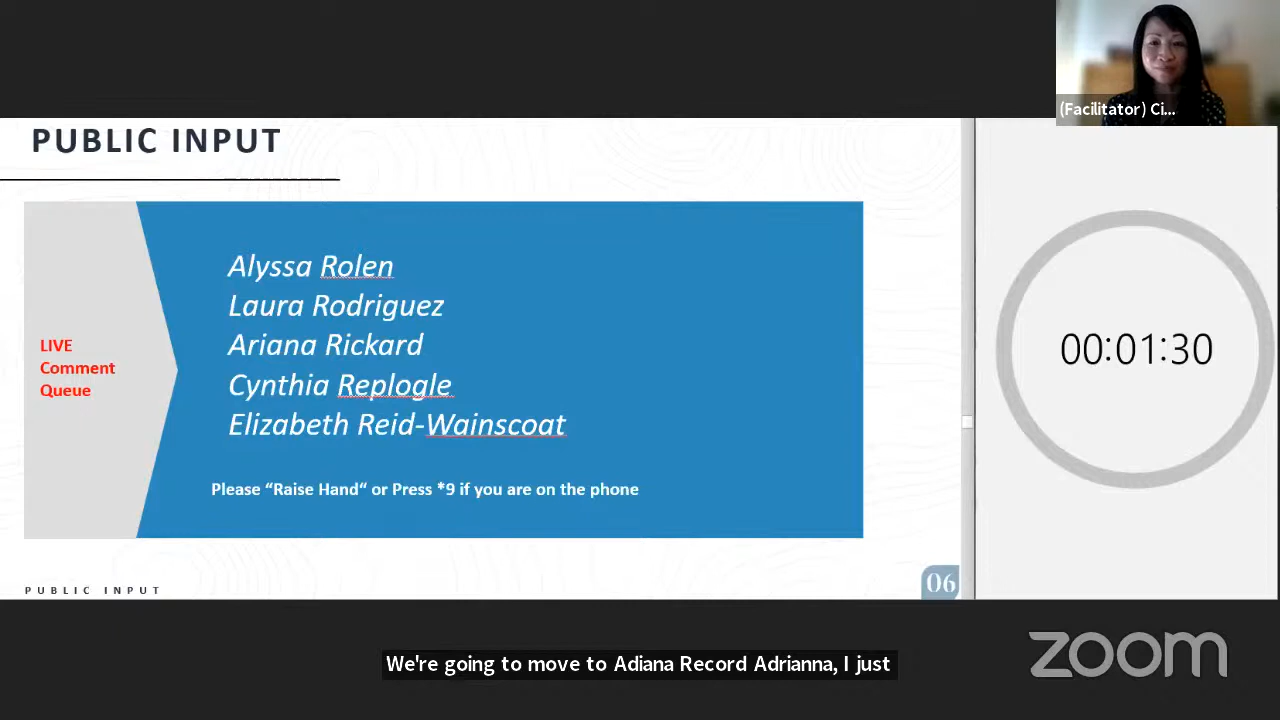 (Facilitator) Ci...
PUBLIC INPUT
Alyssa Rolen
Laura Rodriguez
Ariana Rickard
Cynthia Replogle
Elizabeth Reid-Wainscoat
LIVE
Comment
Queue
Please “Raise Hand“ or Press *9 if you are on the phone
00:01:30
PUBLIC INPUT
06
We're going to move to Adiana Record Adrianna, I just
zoom